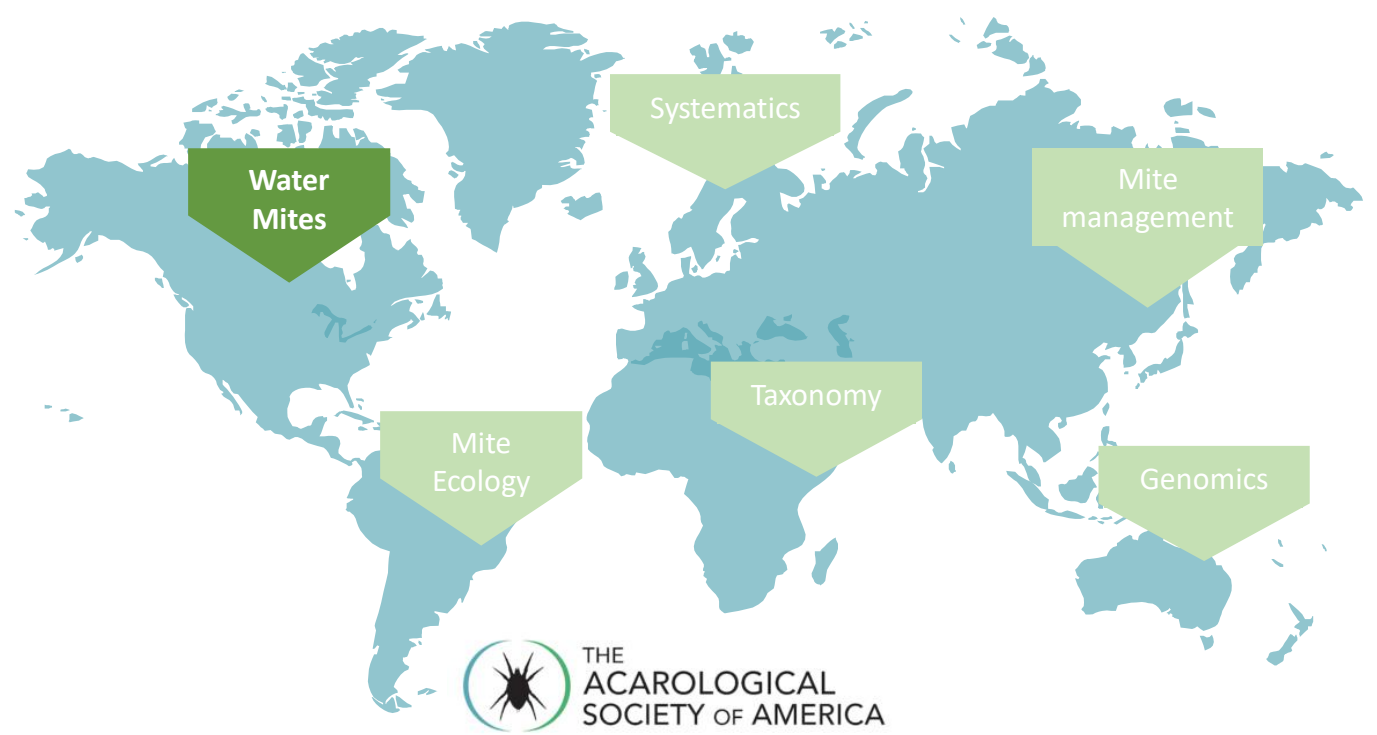 Systematics
Water
Mites
Mite
management
Taxonomy
Mite
Ecology
Genomics
THE
ACAROLOGICAL
SOCIETY OF AMERICA